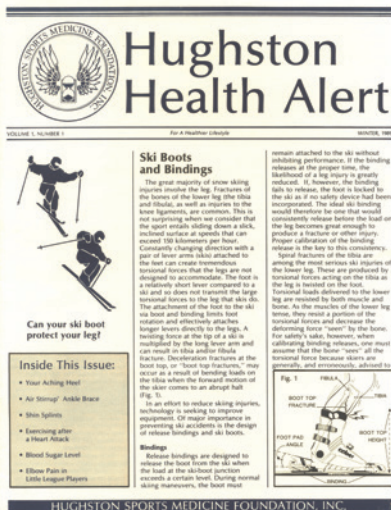 HUGHSTON SPORTS MEDICINE FOUNDATION, INC.
Hughston
Health Alert
VOLUME 1, NUMBER 1
For A Healthier Lifestyle
WINTER,
Can your ski boot
protect your leg?
Inside This Issue:
• Your Aching Heel
• Air Stirrup Ankle Brace
• Shin Splints
• Exercising after
a Heart Attack
• Blood Sugar Level
• Elbow Pain in
Little League Players
Ski Boots
and Bindings
The great majority of snow skiing
injuries involve the leg. Fractures of
the bones of the lower leg (the tibia
and fibula), as well as injuries to the
knee ligaments, are common. This is
not surprising when we consider that
the sport entails sliding down a slick,
inclined surface at speeds that can
exceed 150 kilometers per hour.
Constantly changing direction with a
pair of lever arms (skis) attached to
the feet can create tremendous
torsional forces that the legs are not
designed to accommodate. The foot is
a relatively short lever compared to a
ski and so does not transmit the large
torsional forces to the leg that skis do.
The attachment of the foot to the ski
via boot and binding limits foot
rotation and effectively attaches
longer levers directly to the legs. A
twisting force at the tip of a ski is
multiplied by the long lever arm and
can result in tibia and/or fibula
fracture. Deceleration fractures at the
boot top, or "boot top fractures," may
occur as a result of bending loads on
the tibia when the forward motion of
the skier comes to an abrupt halt
(Fig. 1).
In an effort to reduce skiing injuries,
technology is seeking to improve
equipment. Of major importance in
preventing ski accidents is the design
of release bindings and ski boots.
Bindings
Release bindings are designed to
release the boot from the ski when
the load at the ski-boot junction
exceeds a certain level. During normal
skiing maneuvers, the boot must
remain attached to the ski without
inhibiting performance. If the binding
releases at the proper time, the
likelihood of a leg injury is greatly
reduced. If, however, the binding
fails to release, the foot is locked to
the ski as if no safety device had been
incorporated. The ideal ski binding
would therefore be one that would
consistently release before the load on
the leg becomes great enough to
produce a fracture or other injury.
Proper calibration of the binding
release is the key to this consistency.
Spiral fractures of the tibia are
among the most serious ski injuries of
the lower leg. These are produced by
torsional forces acting on the tibia as
the leg is twisted on the foot.
Torsional loads delivered to the lower
leg are resisted by both muscle and
bone. As the muscles of the lower leg
tense, they resist a portion of the
torsional forces and decrease the
deforming force "seen" by the bone.
For safety's sake, however, when
calibrating binding releases, one must
assume that the bone "sees" all the
torsional force because skiers are
generally, and erroneously, advised to
Fig. 1
FIBULA
TIBIA
BOOT TOP
FRACTURE
BOOT TOP
HEIGHT
FOOT PAD
ANGLE
BINDING
HUGHSTON SPORTS MEDICINE FOUNDATION, INC.